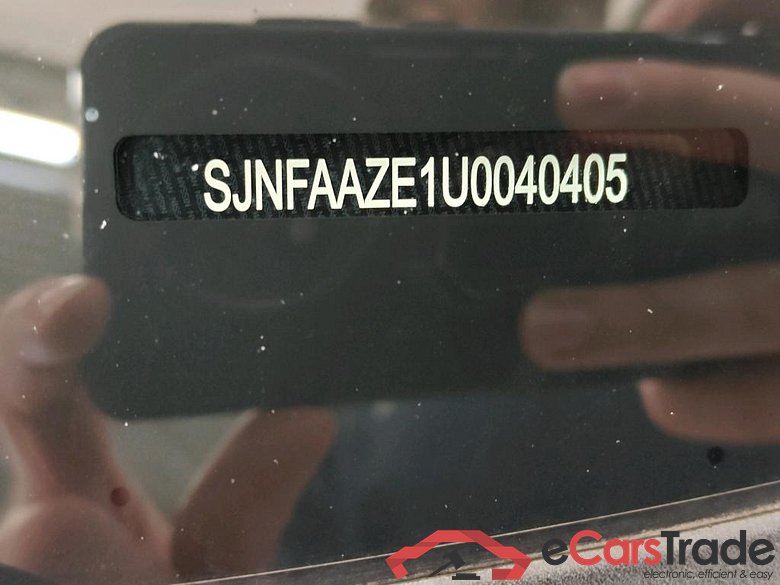 SJNFAAZE1U0040405
eCarsTrade
electronic, efficient & easy